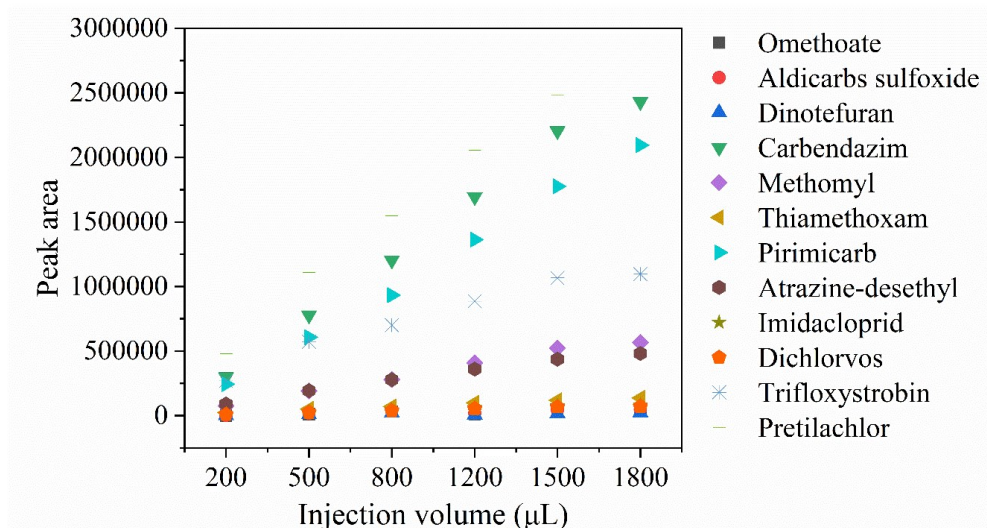 3000000
2500000
2000000
1500000
1000000
500000
0
Peak area
200 500 800 1200 1500 1800
Injection volume (μL)
Omethoate
Aldicarbs sulfoxide
Dinotefuran
Carbendazim
Methomyl
Thiamethoxam
Pirimicarb
Atrazine-desethyl
Imidacloprid
Dichlorvos
Trifloxystrobin
Pretilachlor